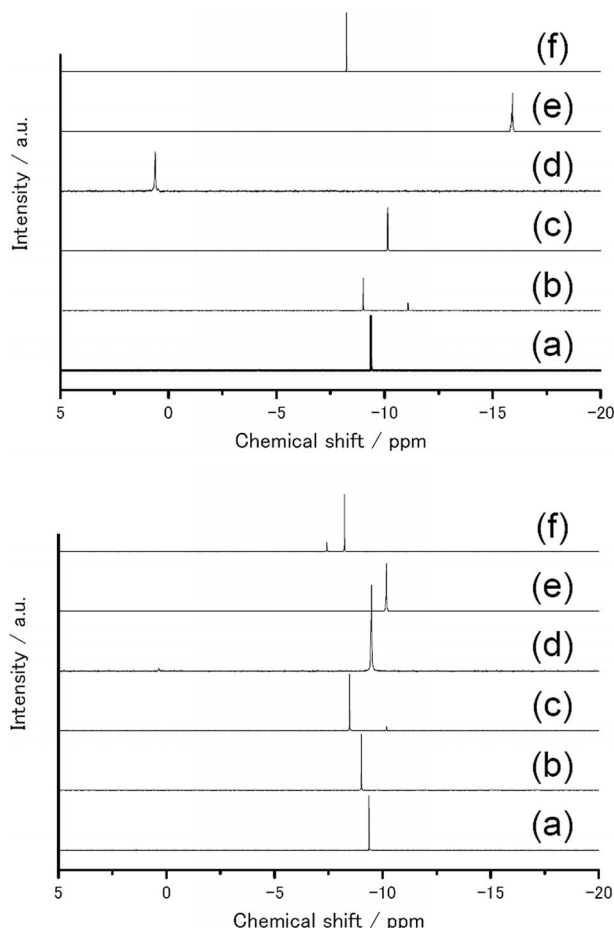 (f)
(e)
(d)
(c)
(b)
(a)
Intensity / a.u.
5 0 -5 -10 -15 -20
Chemical shift / ppm
(f)
(e)
(d)
(c)
(b)
(a)
Intensity / a.u.
5 0 -5 -10 -15 -20
Chemical shift / ppm